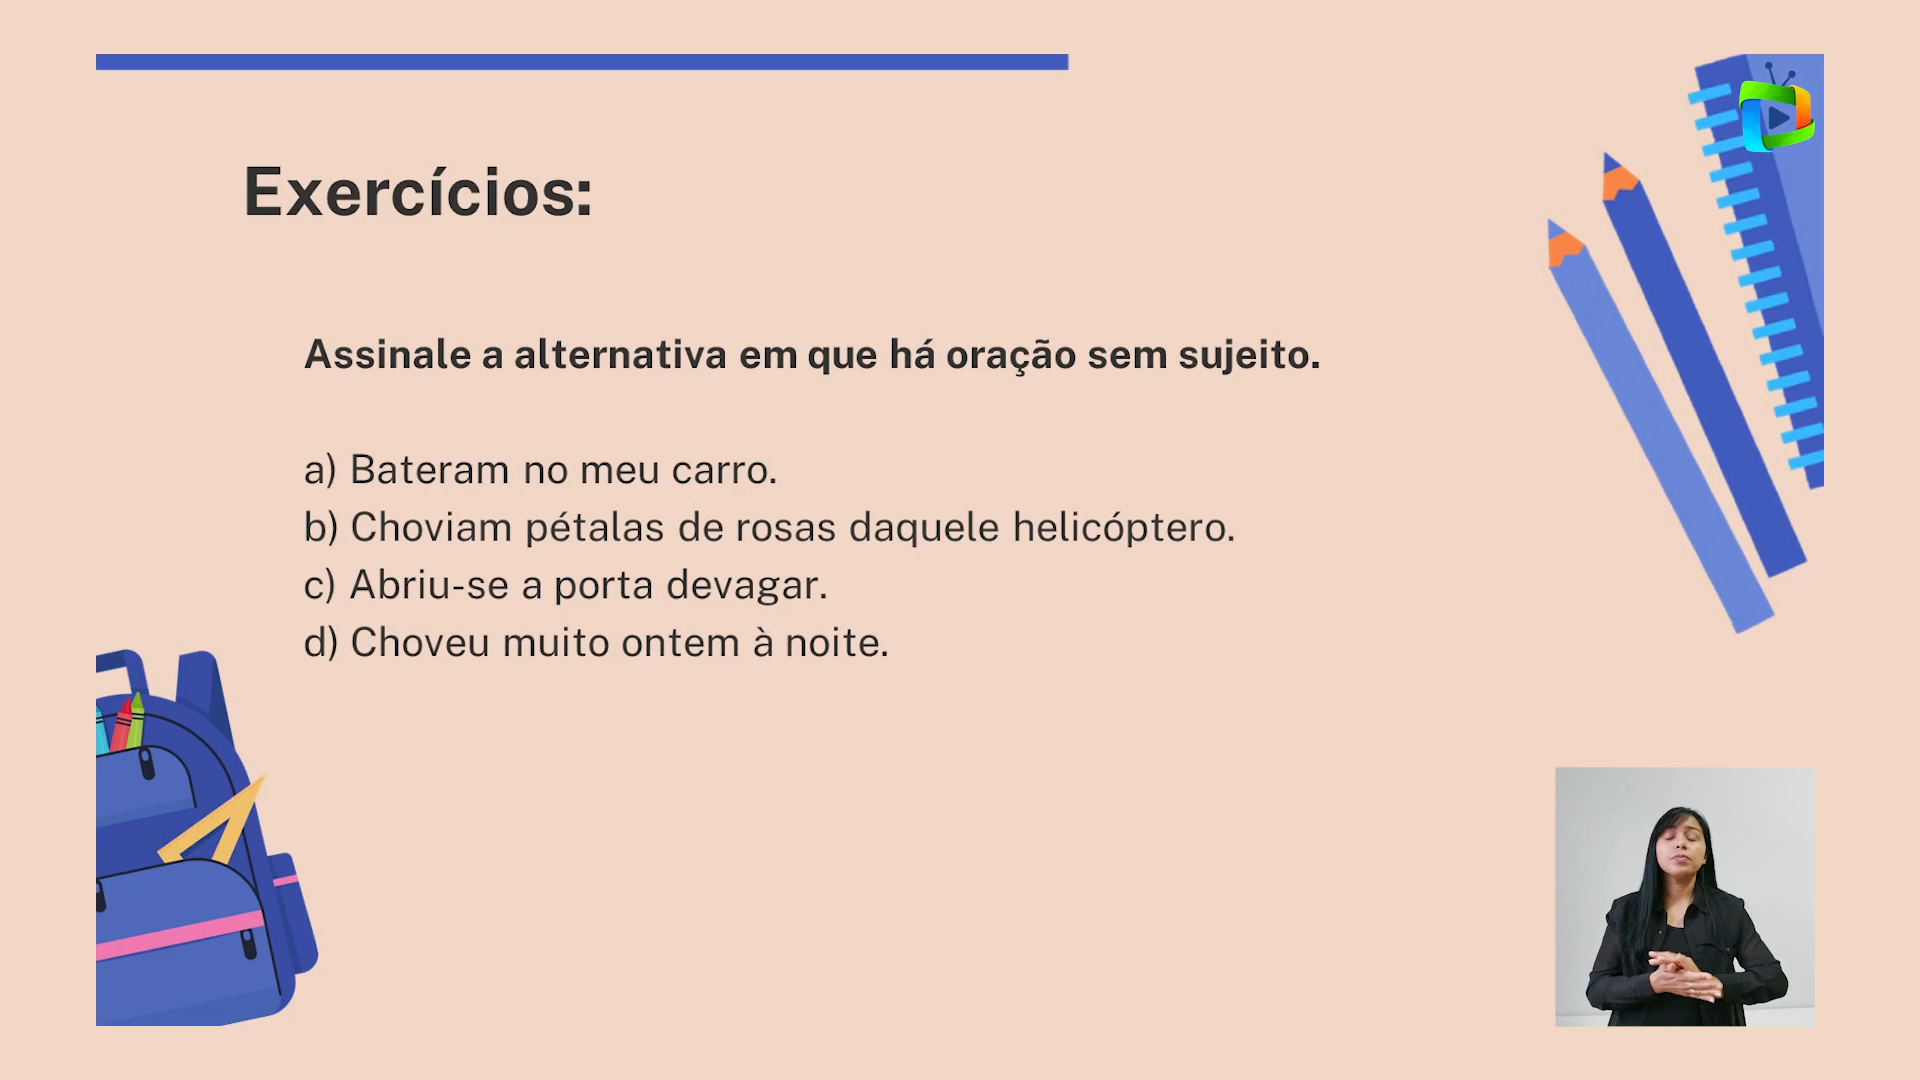 Exercícios:
Assinale a alternativa em que há oração sem sujeito.
a) Bateram no meu carro.
b) Choviam pétalas de rosas daquele helicóptero.
c) Abriu-se a porta devagar.
d) Choveu muito ontem à noite.